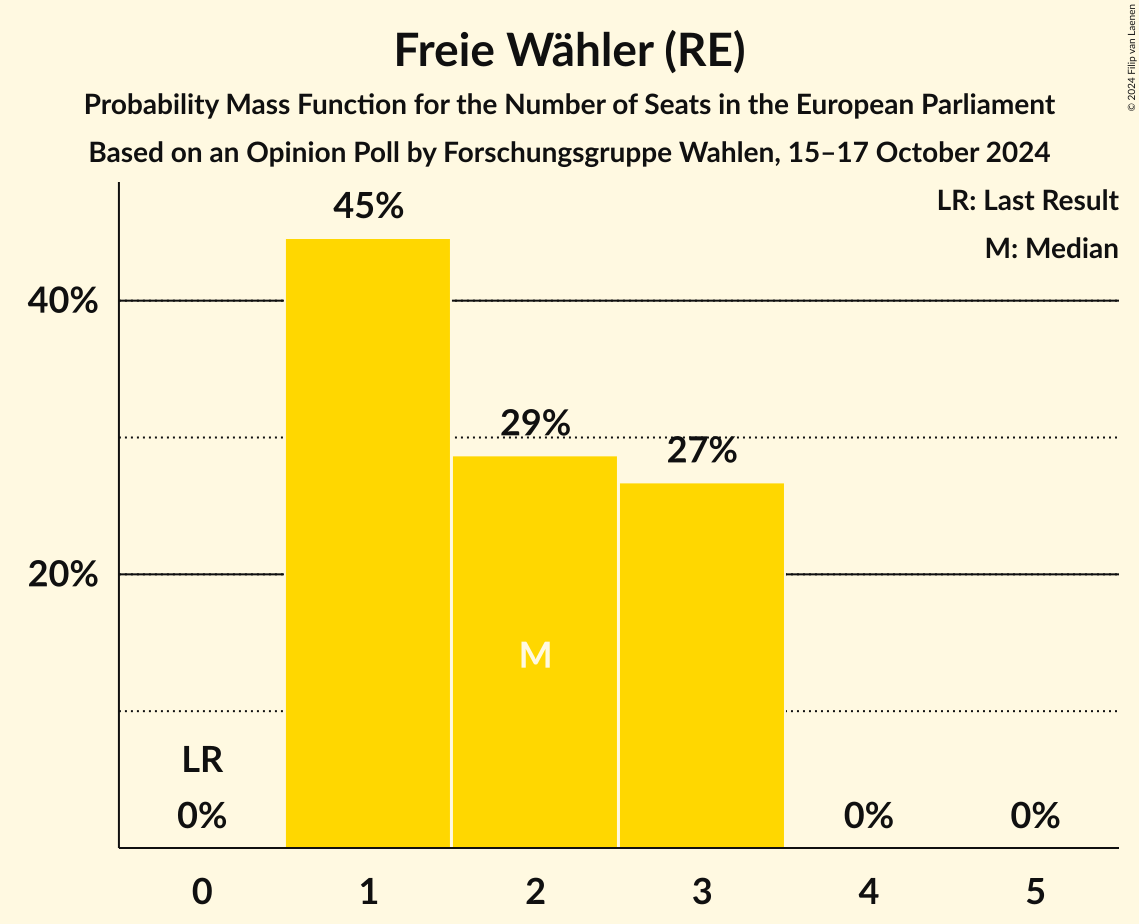 Freie Wähler (RE)
Probability Mass Function for the Number of Seats in the European Parliament
Based on an Opinion Poll by Forschungsgruppe Wahlen, 15–17 October 2024
© 2024 Filip van Laenen
LR: Last Result
M: Median
45%
40%
29%
27%
20%
M
LR
0%
0%
0%
0
1
2
3
4
5